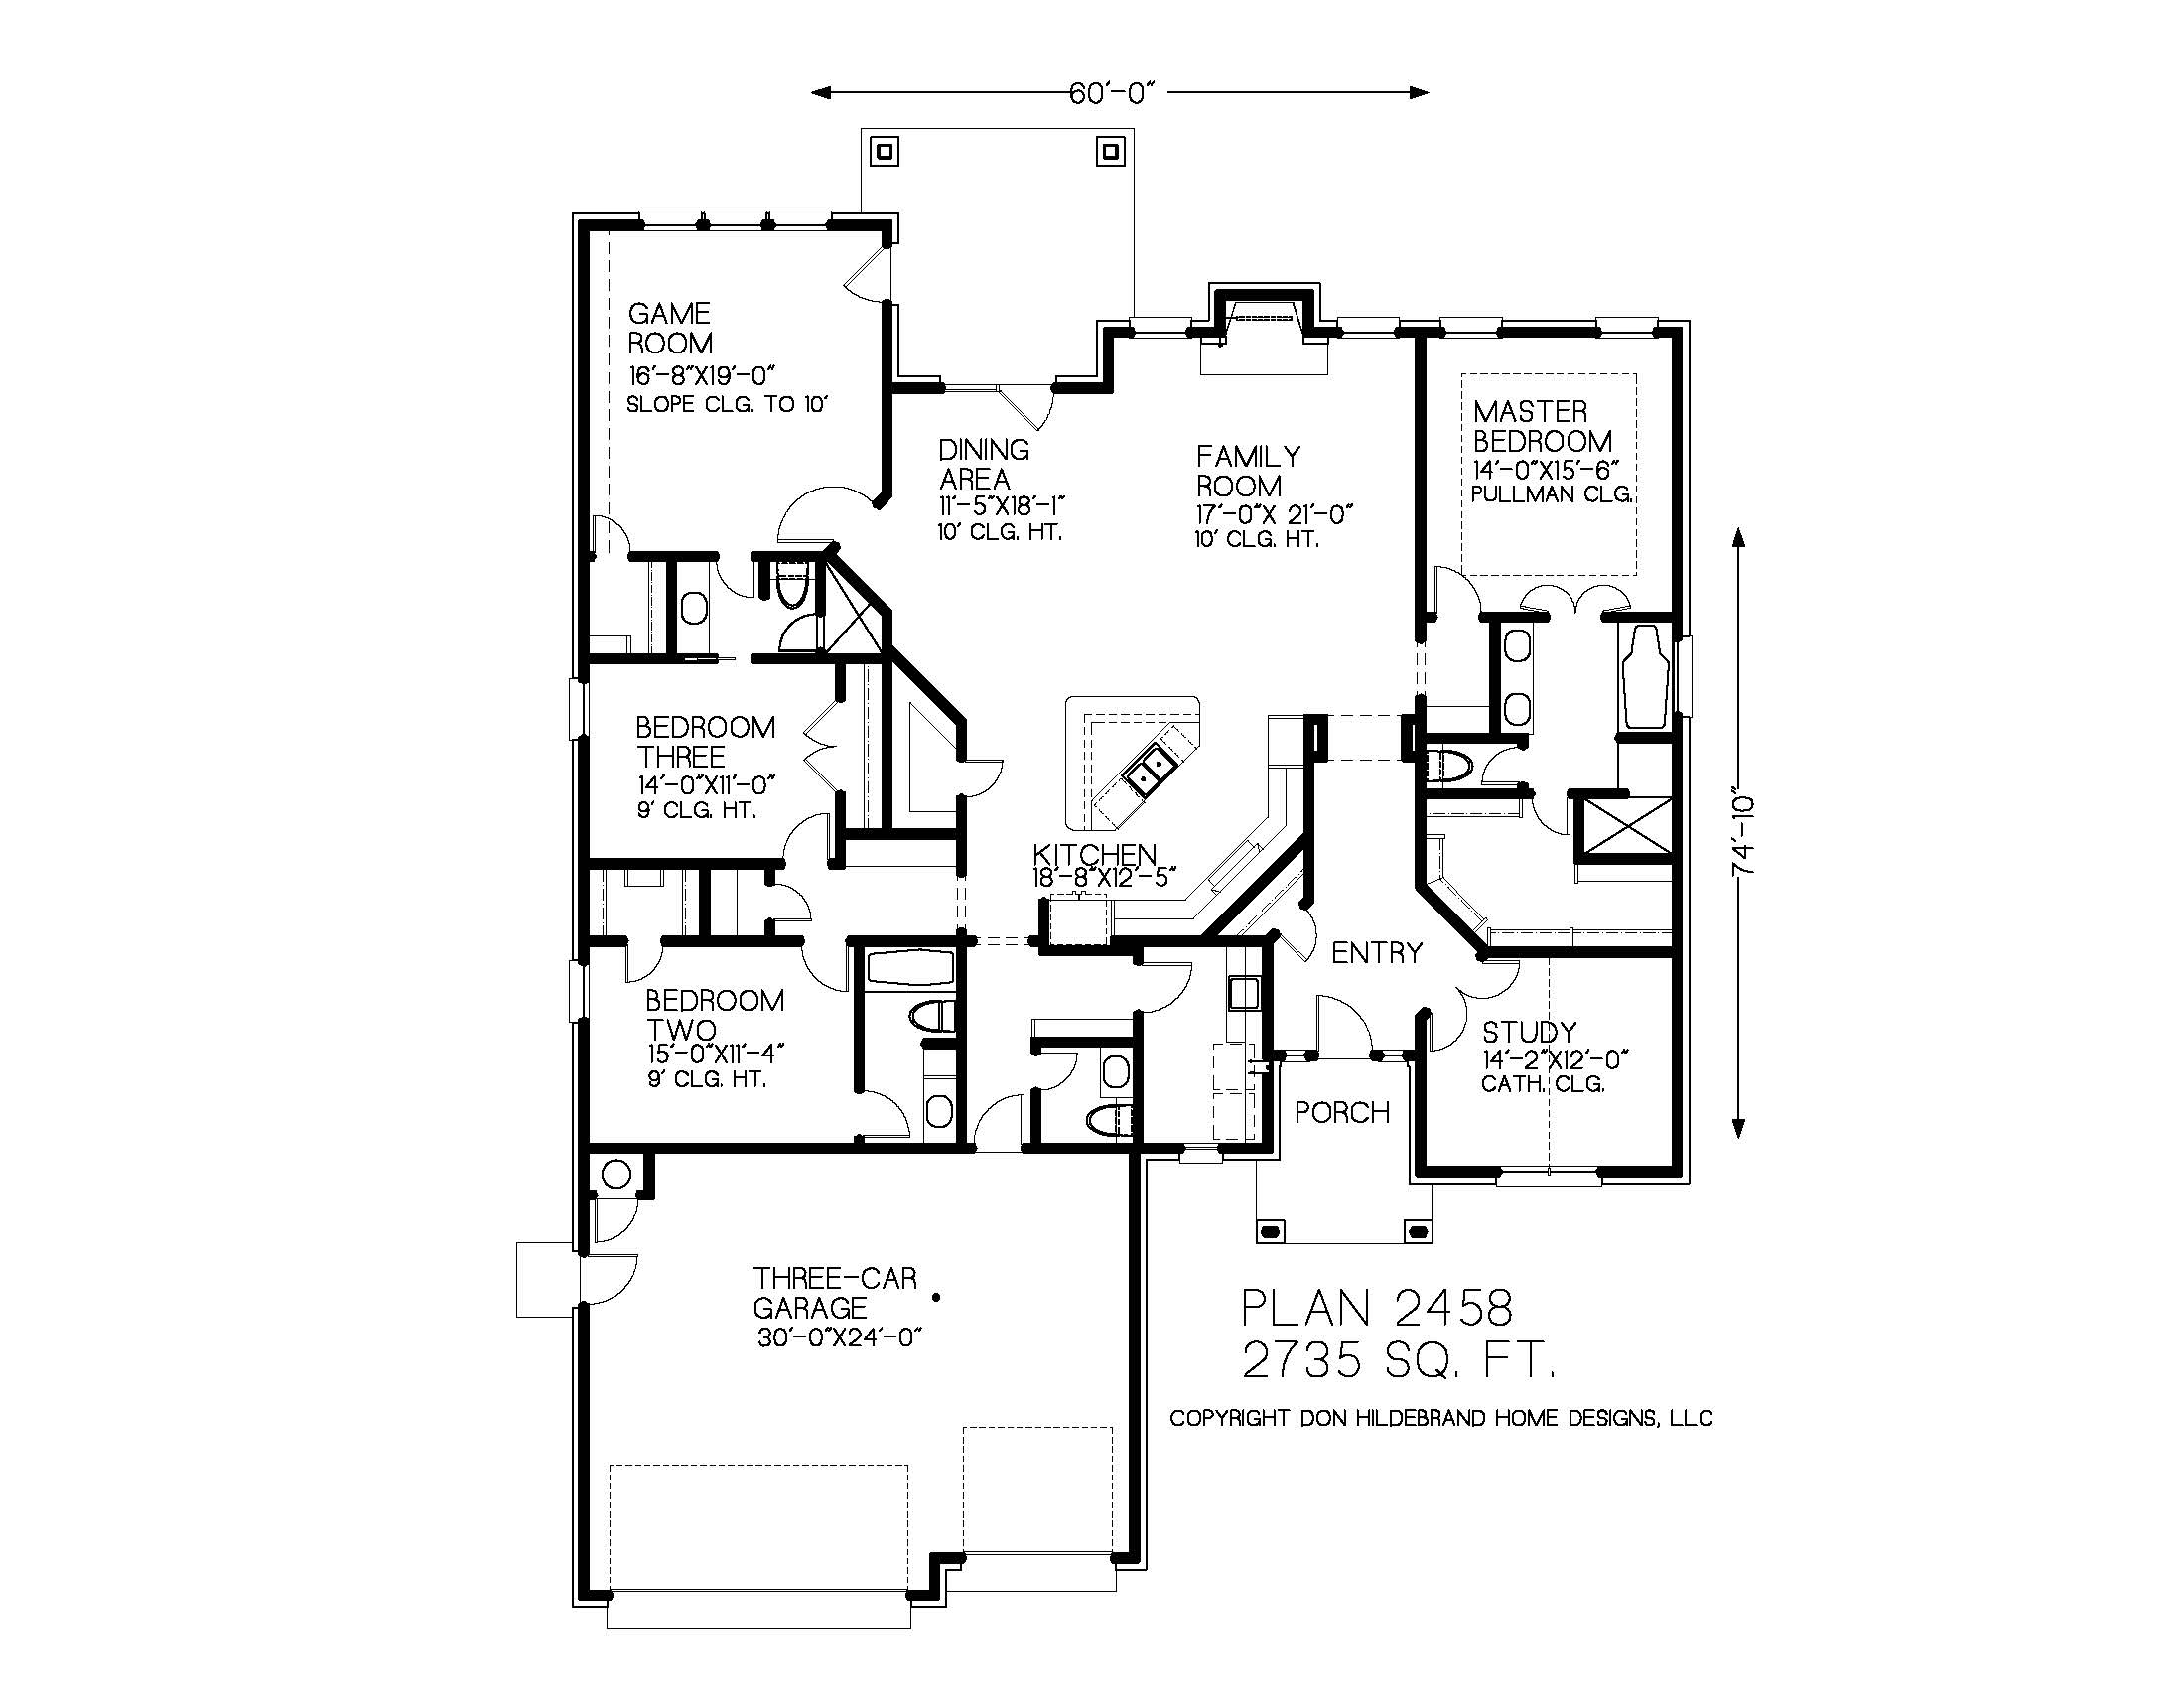 60'-0"
GAME
ROOM
16'-8"X19'-0"
SLOPE CLG. TO 10'
DINING
AREA
11'-5"X18'-1"
10' CLG. HT.
FAMILY
ROOM
17'-0"X 21'-0"
10' CLG. HT.
MASTER
BEDROOM
14'-0"X15'-6"
PULLMAN CLG.
BEDROOM
THREE
14'-0"X11'-0"
9' CLG. HT.
KITCHEN
18'-8"X12'-5"
74'-10"
ENTRY
BEDROOM
TWO
15'-0"X11'-4"
9' CLG. HT.
STUDY
14'-2"X12'-0"
CATH. CLG.
PORCH
THREE-CAR
GARAGE
30'-0"X24'-0"
PLAN 2458
2735 SQ. FT.
COPYRIGHT DON HILDEBRAND HOME DESIGNS, LLC